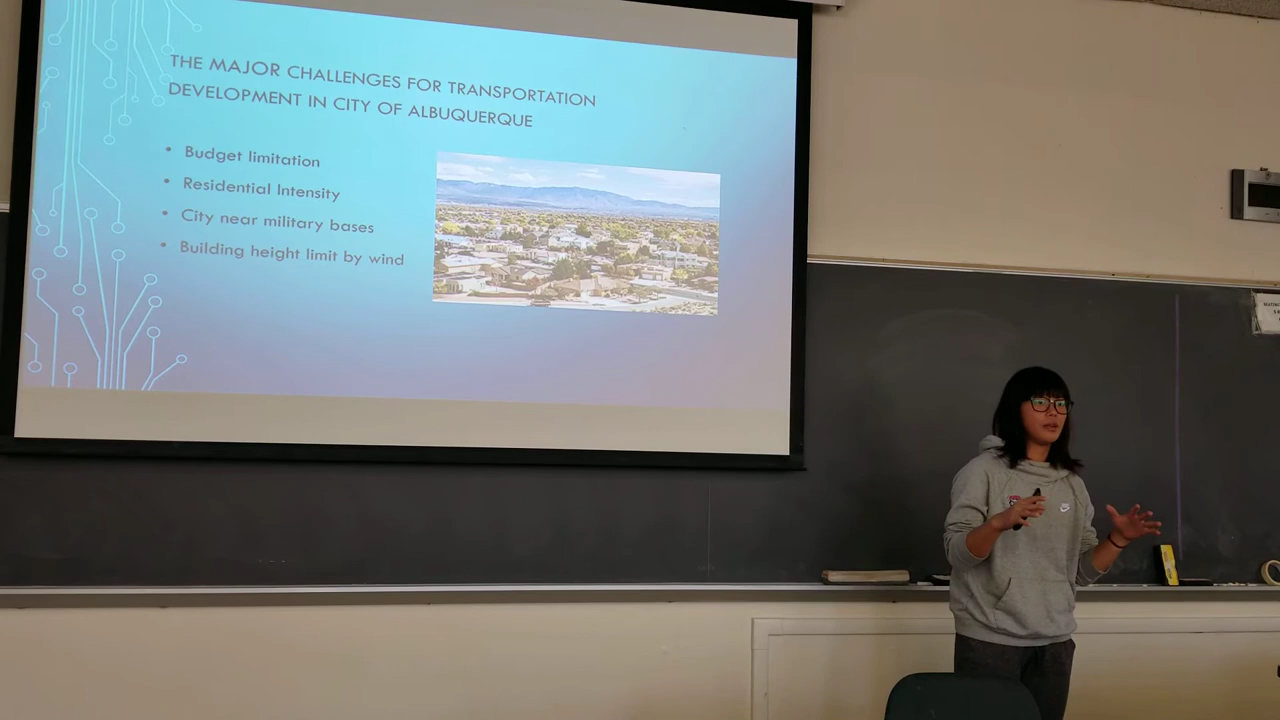 THE MAJOR CHALLENGES FOR TRANSPORTATION
DEVELOPMENT IN CITY OF ALBUQUERQUE
• Budget limitation
• Residential Intensity
• City near military bases
• Building height limit by wind